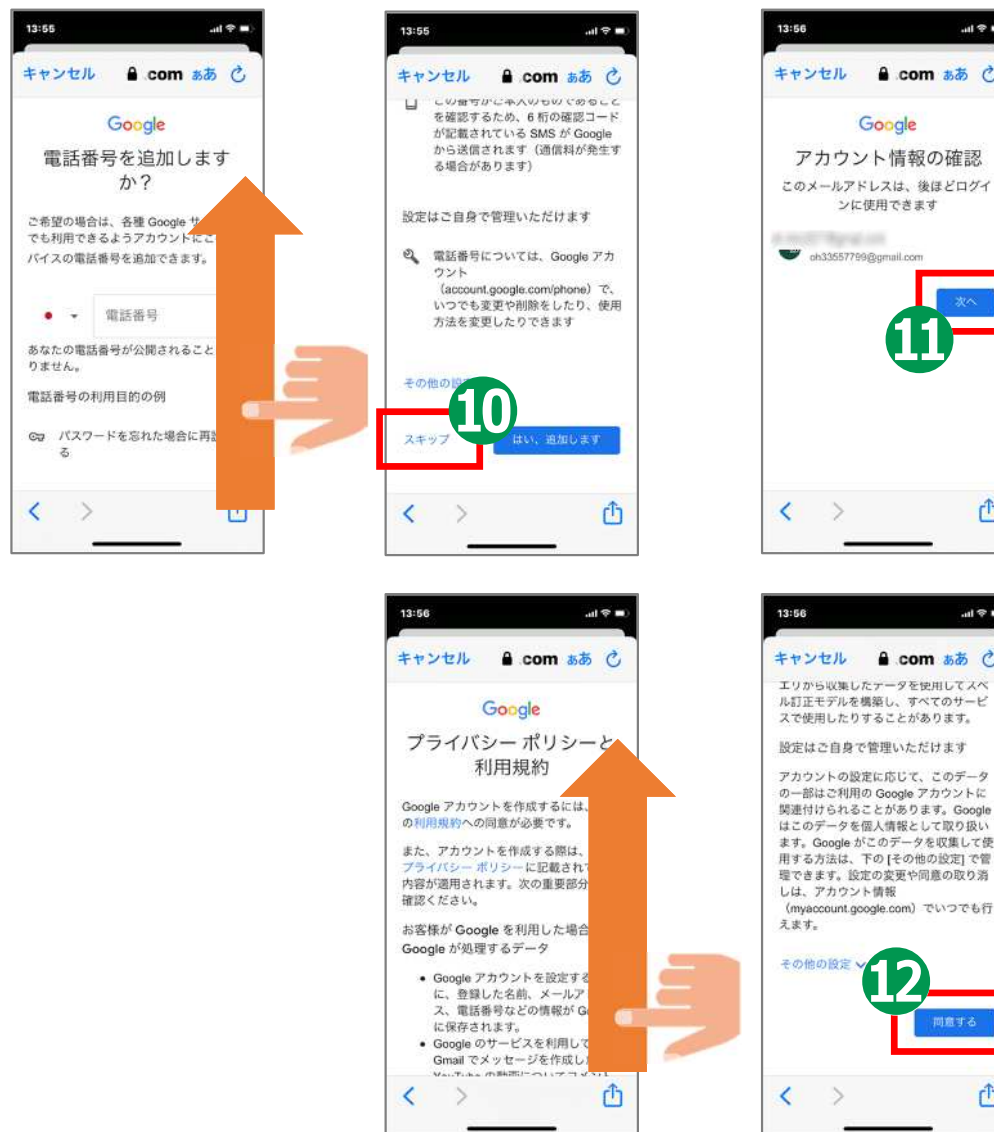 13:55
キャンセル .com ああ
Google
電話番号を追加します
か？
ご希望の場合は、各種 Google サ
でも利用できるようアカウントにこ
バイスの電話番号を追加できます。
電話番号
あなたの電話番号が公開されること
りません。
電話番号の利用目的の例
パスワードを忘れた場合に再
る
13:55
キャンセル .com ああ
この番号がご本人のものであること
を確認するため、6 桁の確認コード
が記載されている SMS が Google
から送信されます（通信料が発生す
る場合があります）
設定はご自身で管理いただけます
電話番号については、Google アカ
ウント
（account.google.com/phone）で、
いつでも変更や削除をしたり、使用
方法を変更したりできます
その他の設
10
スキップ
はい、追加します
13:56
キャンセル .com ああ
Google
アカウント情報の確認
このメールアドレスは、後ほどログイ
ンに使用できます
oh33557799@gmail.com
次へ
11
13:56
キャンセル .com ああ
Google
プライバシー ポリシーと
利用規約
Google アカウントを作成するには、
の利用規約への同意が必要です。
また、アカウントを作成する際は、
プライバシー ポリシーに記載されて
内容が適用されます。次の重要部分
確認ください。
お客様が Google を利用した場合
Google が処理するデータ
• Google アカウントを設定する
に、登録した名前、メールア
ス、電話番号などの情報が G
に保存されます。
• Google のサービスを利用して
Gmail でメッセージを作成し
YouTube の動画についてコメント
13:56
キャンセル .com ああ
エリから収集したデータを使用してスペ
ル訂正モデルを構築し、すべてのサービ
スで使用したりすることがあります。
設定はご自身で管理いただけます
アカウントの設定に応じて、このデータ
の一部はご利用の Google アカウントに
関連付けられることがあります。Google
はこのデータを個人情報として取り扱い
ます。Google がこのデータを収集して使
用する方法は、下の [その他の設定] で管
理できます。設定の変更や同意の取り消
しは、アカウント情報
（myaccount.google.com）でいつでも行
えます。
その他の設定
12
同意する